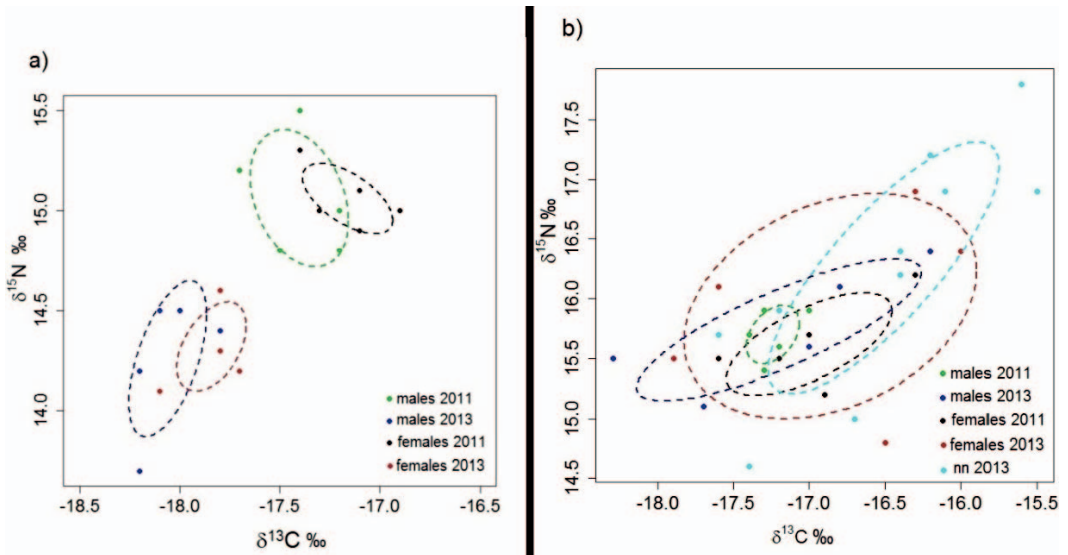 a)
δ15N ‰
15.5
15.0
14.5
14.0
males 2011
males 2013
females 2011
females 2013
-18.5 -18.0 -17.5 -17.0 -16.5
δ13C ‰
b)
δ15N ‰
17.5
17.0
16.5
16.0
15.5
15.0
14.5
males 2011
males 2013
females 2011
females 2013
nn 2013
-18.0 -17.5 -17.0 -16.5 -16.0 -15.5
δ13C ‰